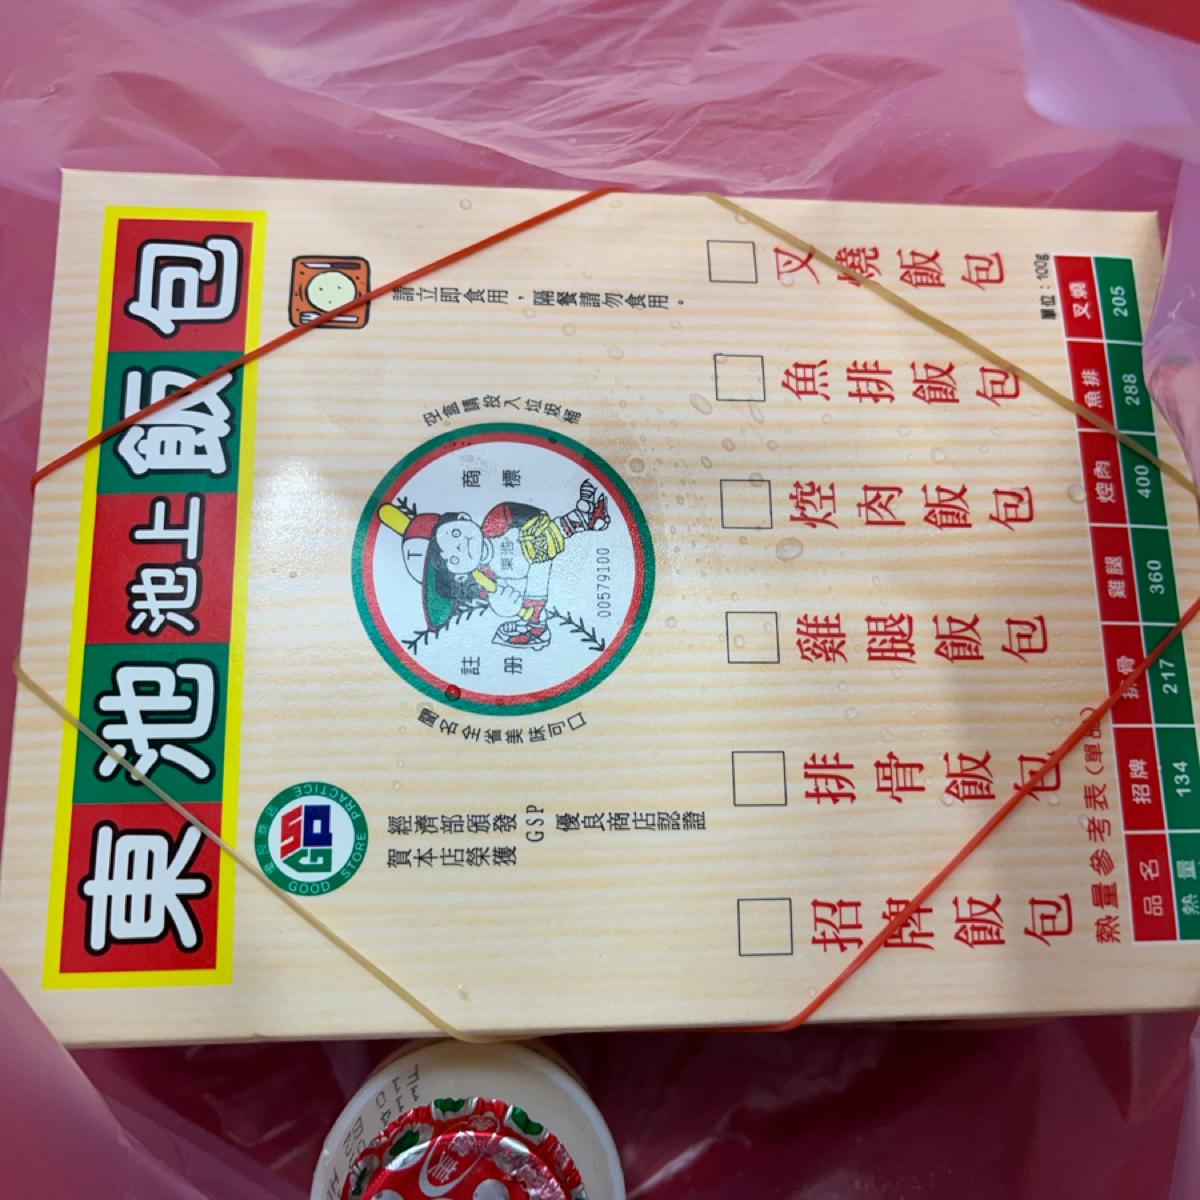 東池池上飯包
GOOD STORE PRACTICE
GSP
賀本店榮獲
經濟部頒發
GSP
優良商店認證
請立即食用，隔餐請勿食用。
空盒請投入垃圾桶
商標
註册
T
東池
00579100
聞名全省美味可口
招牌飯包
排骨飯包
雞腿飯包
焢肉飯包
魚排飯包
叉燒飯包
熱量參考表(單品)
單位：100g
品名 招牌 排骨 雞腿 焢肉 魚排 叉燒
熱量 134 217 360 400 288 205